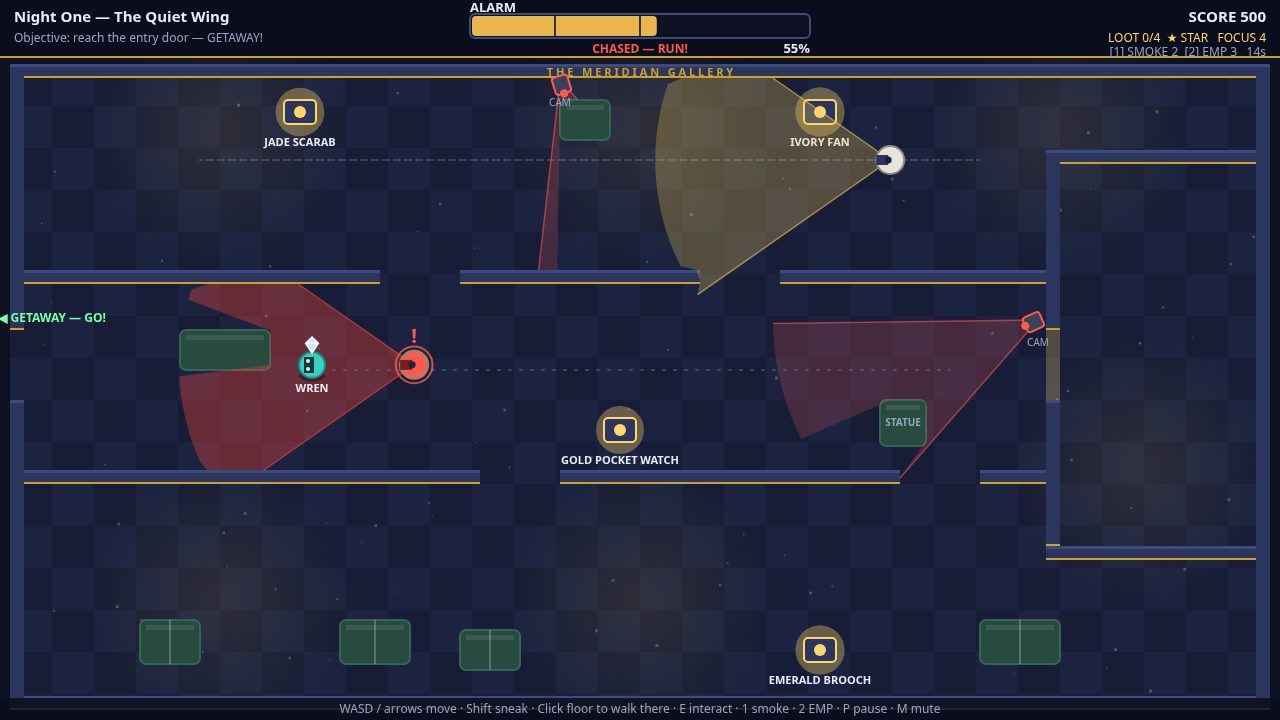 Night One — The Quiet Wing
Objective: reach the entry door — GETAWAY!
ALARM
CHASED — RUN!
55%
SCORE 500
LOOT 0/4 ★ STAR FOCUS 4
[1] SMOKE 2 [2] EMP 3 14s
THE MERIDIAN GALLERY
CAM
JADE SCARAB
IVORY FAN
◀ GETAWAY — GO!
!
CAM
WREN
STATUE
GOLD POCKET WATCH
EMERALD BROOCH
WASD / arrows move · Shift sneak · Click floor to walk there · E interact · 1 smoke · 2 EMP · P pause · M mute